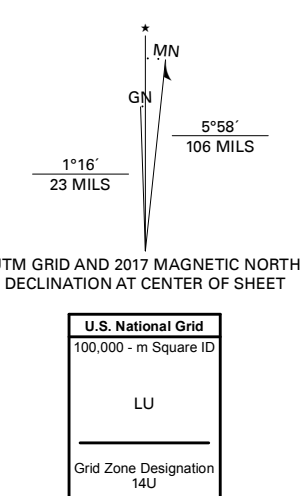 ★
MN
GN
5°58´
106 MILS
1°16´
23 MILS
UTM GRID AND 2017 MAGNETIC NORTH
DECLINATION AT CENTER OF SHEET
U.S. National Grid
100,000 - m Square ID
LU
Grid Zone Designation
14U